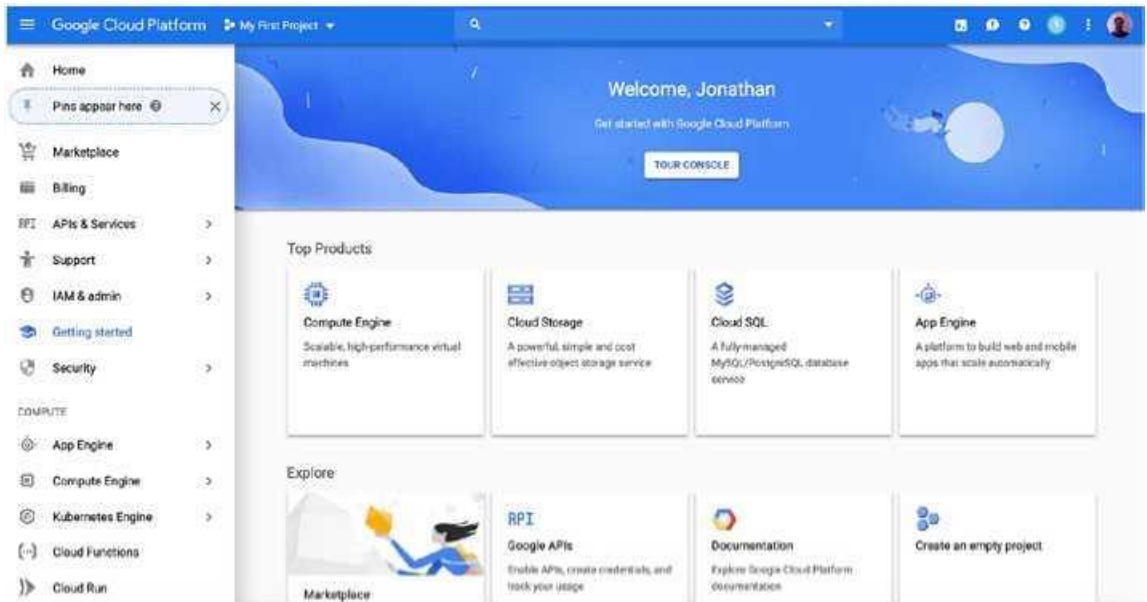 Google Cloud Platform
My First Project
Home
Pins appear here
Marketplace
Billing
API APIs & Services
Support
IAM & admin
Getting started
Security
COMPUTE
App Engine
Compute Engine
Kubernetes Engine
Cloud Functions
Cloud Run
Welcome, Jonathan
Get started with Google Cloud Platform
TOUR CONSOLE
Top Products
Compute Engine
Scalable, high-performance virtual
machines
Cloud Storage
A powerful, simple and cost
effective object storage service
Cloud SQL
A fully-managed
MySQL/PostgreSQL database
service
App Engine
A platform to build web and mobile
apps that scale automatically
Explore
Marketplace
API
Google APIs
Enable APIs, create credentials, and
track your usage
Documentation
Explore Google Cloud Platform
documentation
Create an empty project